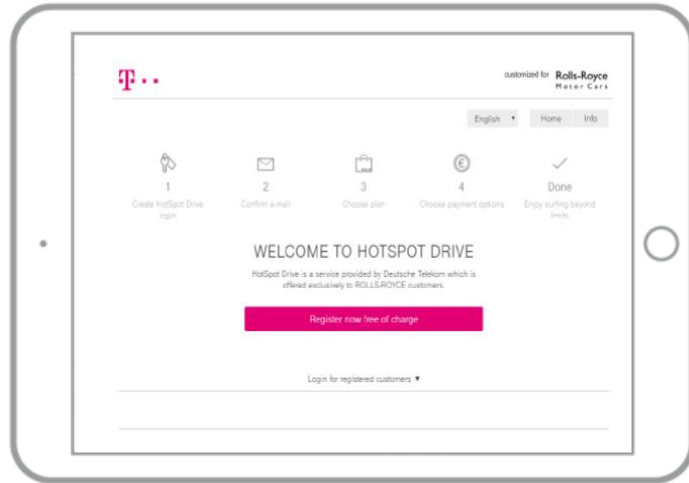 T
customized for Rolls-Royce
Motor Cars
English Home Info
1 2 3 4 Done
Create HotSpot Drive login
Confirm e-mail
Choose plan
Choose payment options
Enjoy surfing beyond limits
WELCOME TO HOTSPOT DRIVE
HotSpot Drive is a service provided by Deutsche Telekom which is
offered exclusively to ROLLS-ROYCE customers.
Register now free of charge
Login for registered customers